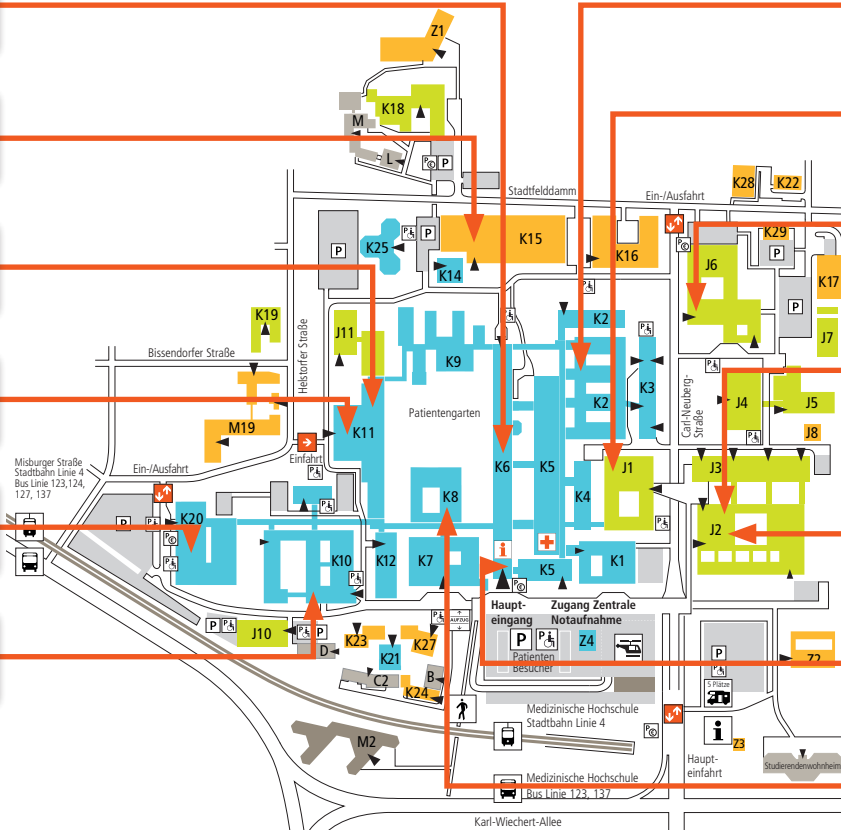 Z1
K18
M
L
P
Stadtfelddamm
Ein-/Ausfahrt
K28
K22
K25
P
P
K14
K15
K16
K29
P
J6
K17
P
J7
K19
J11
K2
Bissendorfer Straße
Helstorfer Straße
K9
K3
Carl-Neuberg-
Straße
J4
J5
J8
Patientengarten
K2
M19
K11
Einfahrt
K6
K5
K4
J1
J3
J2
Misburger Straße
Stadtbahn Linie 4
Bus Linie 123,124,
127, 137
Ein-/Ausfahrt
P
K20
K8
K10
K12
K7
i
K5
K1
J10
P
P
D
K23
K21
K27
AUFZUG
C2
B
K24
Haupt-
eingang
Zugang Zentrale
Notaufnahme
P
Patienten
Besucher
Z4
P
5 Plätze
Z2
M2
Medizinische Hochschule
Stadtbahn Linie 4
i
Z3
Haupt-
einfahrt
Studierendenwohnheim
Medizinische Hochschule
Bus Linie 123, 137
Karl-Wiechert-Allee